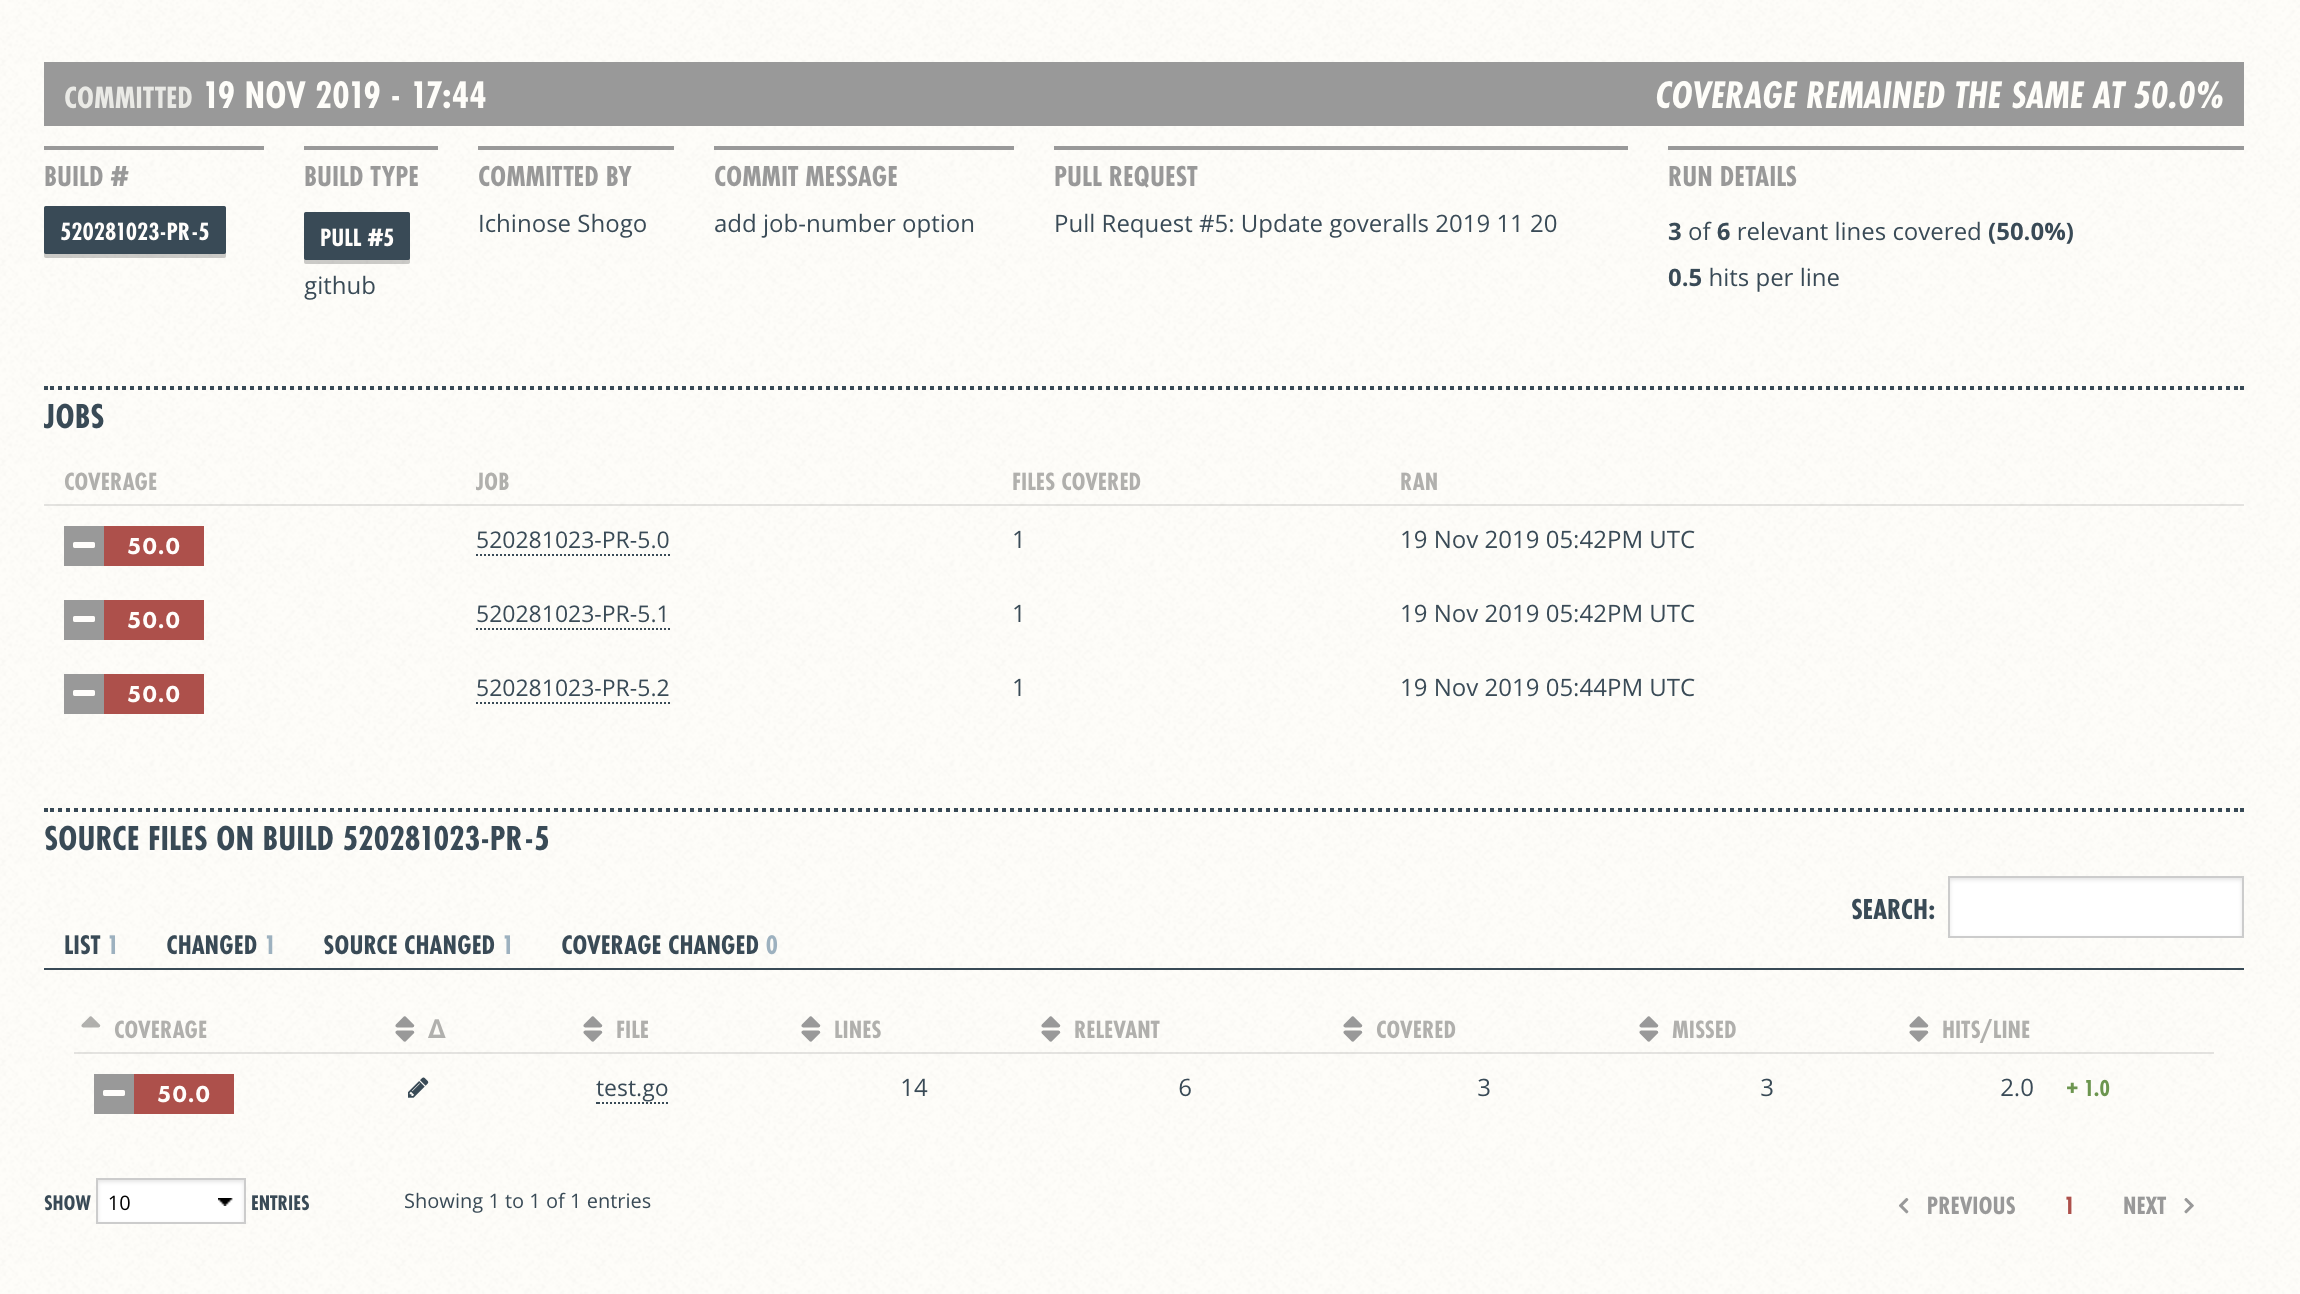 COMMITTED 19 NOV 2019 - 17:44 COVERAGE REMAINED THE SAME AT 50.0%
BUILD # BUILD TYPE COMMITTED BY COMMIT MESSAGE PULL REQUEST RUN DETAILS
520281023-PR-5 PULL #5 Ichinose Shogo add job-number option Pull Request #5: Update goveralls 2019 11 20 3 of 6 relevant lines covered (50.0%)
github 0.5 hits per line
JOBS
COVERAGE JOB FILES COVERED RAN
50.0 520281023-PR-5.0 1 19 Nov 2019 05:42PM UTC
50.0 520281023-PR-5.1 1 19 Nov 2019 05:42PM UTC
50.0 520281023-PR-5.2 1 19 Nov 2019 05:44PM UTC
SOURCE FILES ON BUILD 520281023-PR-5
SEARCH:
LIST 1 CHANGED 1 SOURCE CHANGED 1 COVERAGE CHANGED 0
COVERAGE Δ FILE LINES RELEVANT COVERED MISSED HITS/LINE
50.0 test.go 14 6 3 3 2.0 + 1.0
SHOW 10 ENTRIES Showing 1 to 1 of 1 entries PREVIOUS 1 NEXT